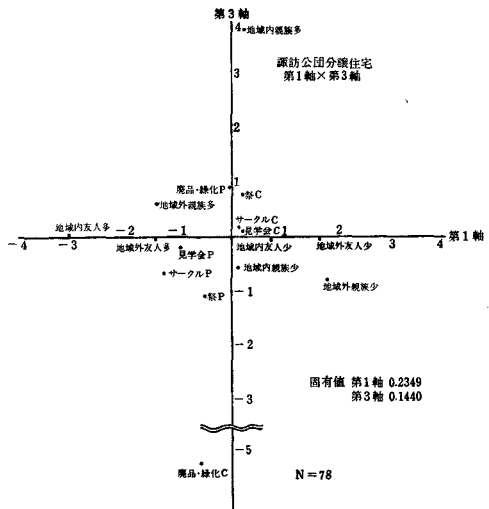 第3軸
4
地域内親族多
諏訪公団分譲住宅
第1軸×第3軸
3
2
1
廃品・緑化P
祭C
地域外親族多
サークルC
見学会C
地域内友人多
-4 -3 -2 -1 1 2 3 4 第1軸
地域外友人多
地域内友人少
地域外友人少
見学会P
地域内親族少
サークルP
地域外親族少
祭P
-1
-2
固有値 第1軸 0.2349
第3軸 0.1440
-3
-5
廃品・緑化C
N=78